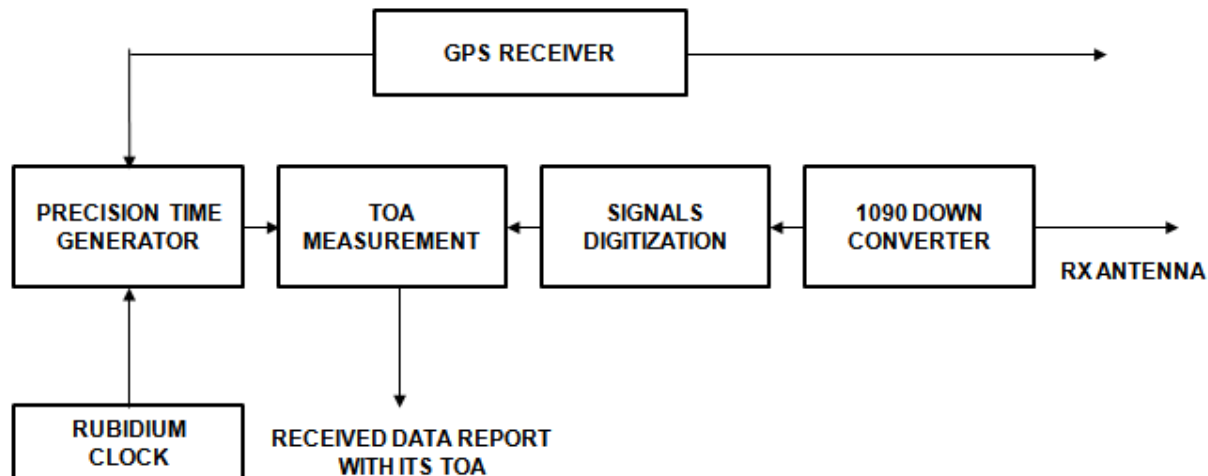 GPS RECEIVER
PRECISION TIME
GENERATOR
TOA
MEASUREMENT
SIGNALS
DIGITIZATION
1090 DOWN
CONVERTER
RX ANTENNA
RUBIDIUM
CLOCK
RECEIVED DATA REPORT
WITH ITS TOA